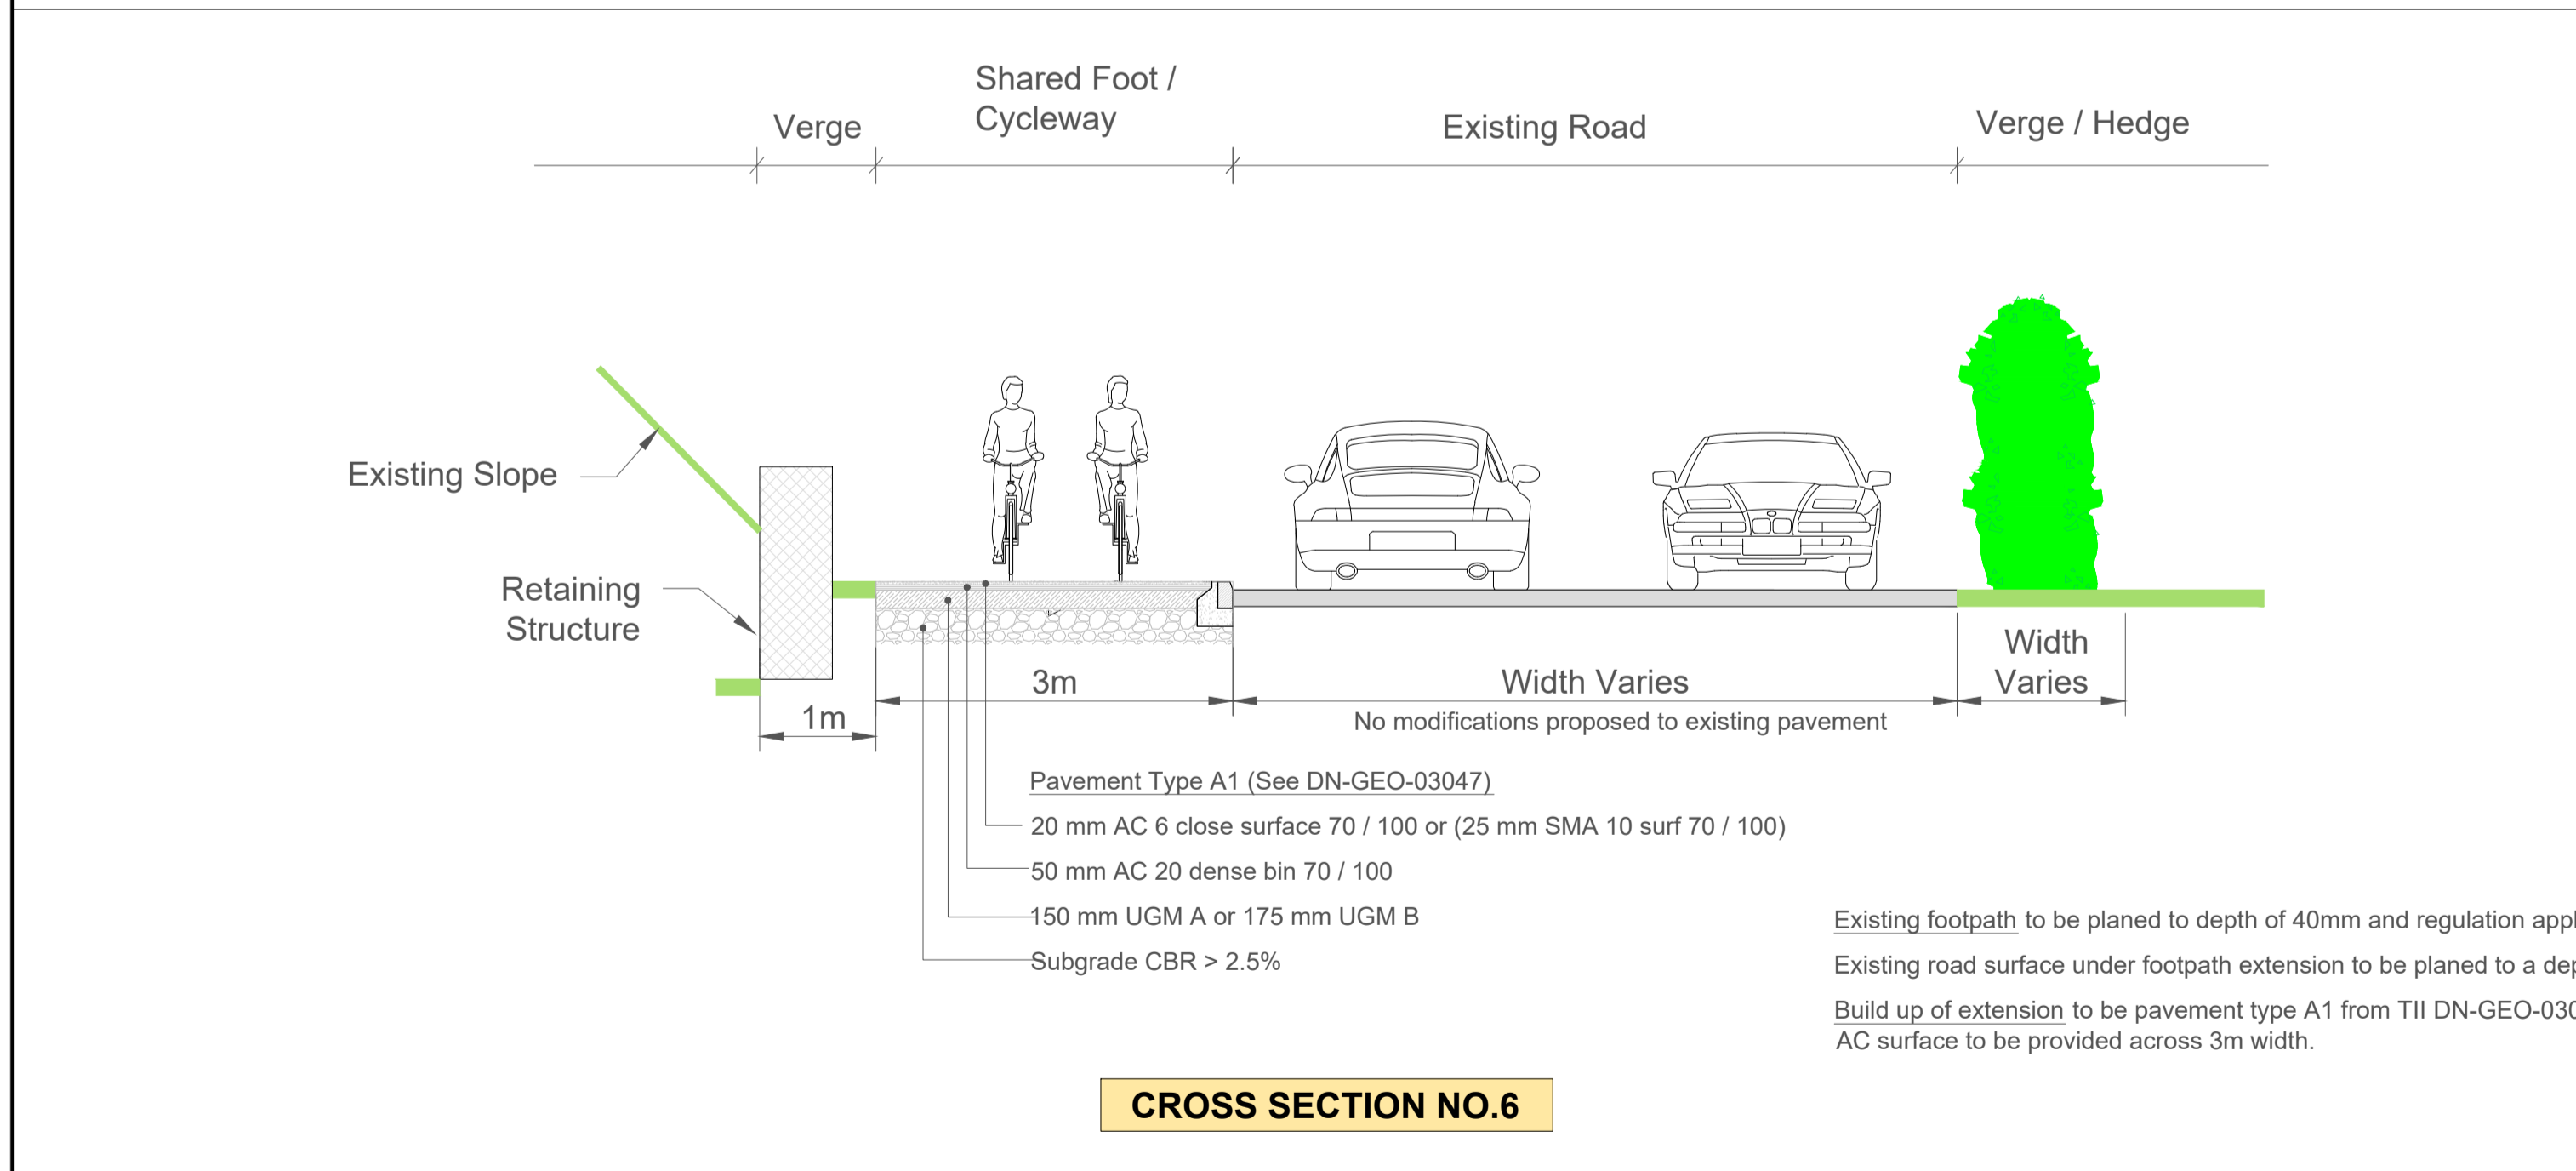 Shared Foot /
Cycleway
Verge
Existing Road
Verge / Hedge
Existing Slope
Retaining
Structure
Width
Varies
3m
Width Varies
1m
No modifications proposed to existing pavement
Pavement Type A1 (See DN-GEO-03047)
20 mm AC 6 close surface 70 / 100 or (25 mm SMA 10 surf 70 / 100)
50 mm AC 20 dense bin 70 / 100
150 mm UGM A or 175 mm UGM B
Subgrade CBR > 2.5%
Existing footpath to be planed to depth of 40mm and regulation
Existing road surface under footpath extension to be planed to a
Build up of extension to be pavement type A1 from TII
AC surface to be provided across 3m width.
CROSS SECTION NO.6